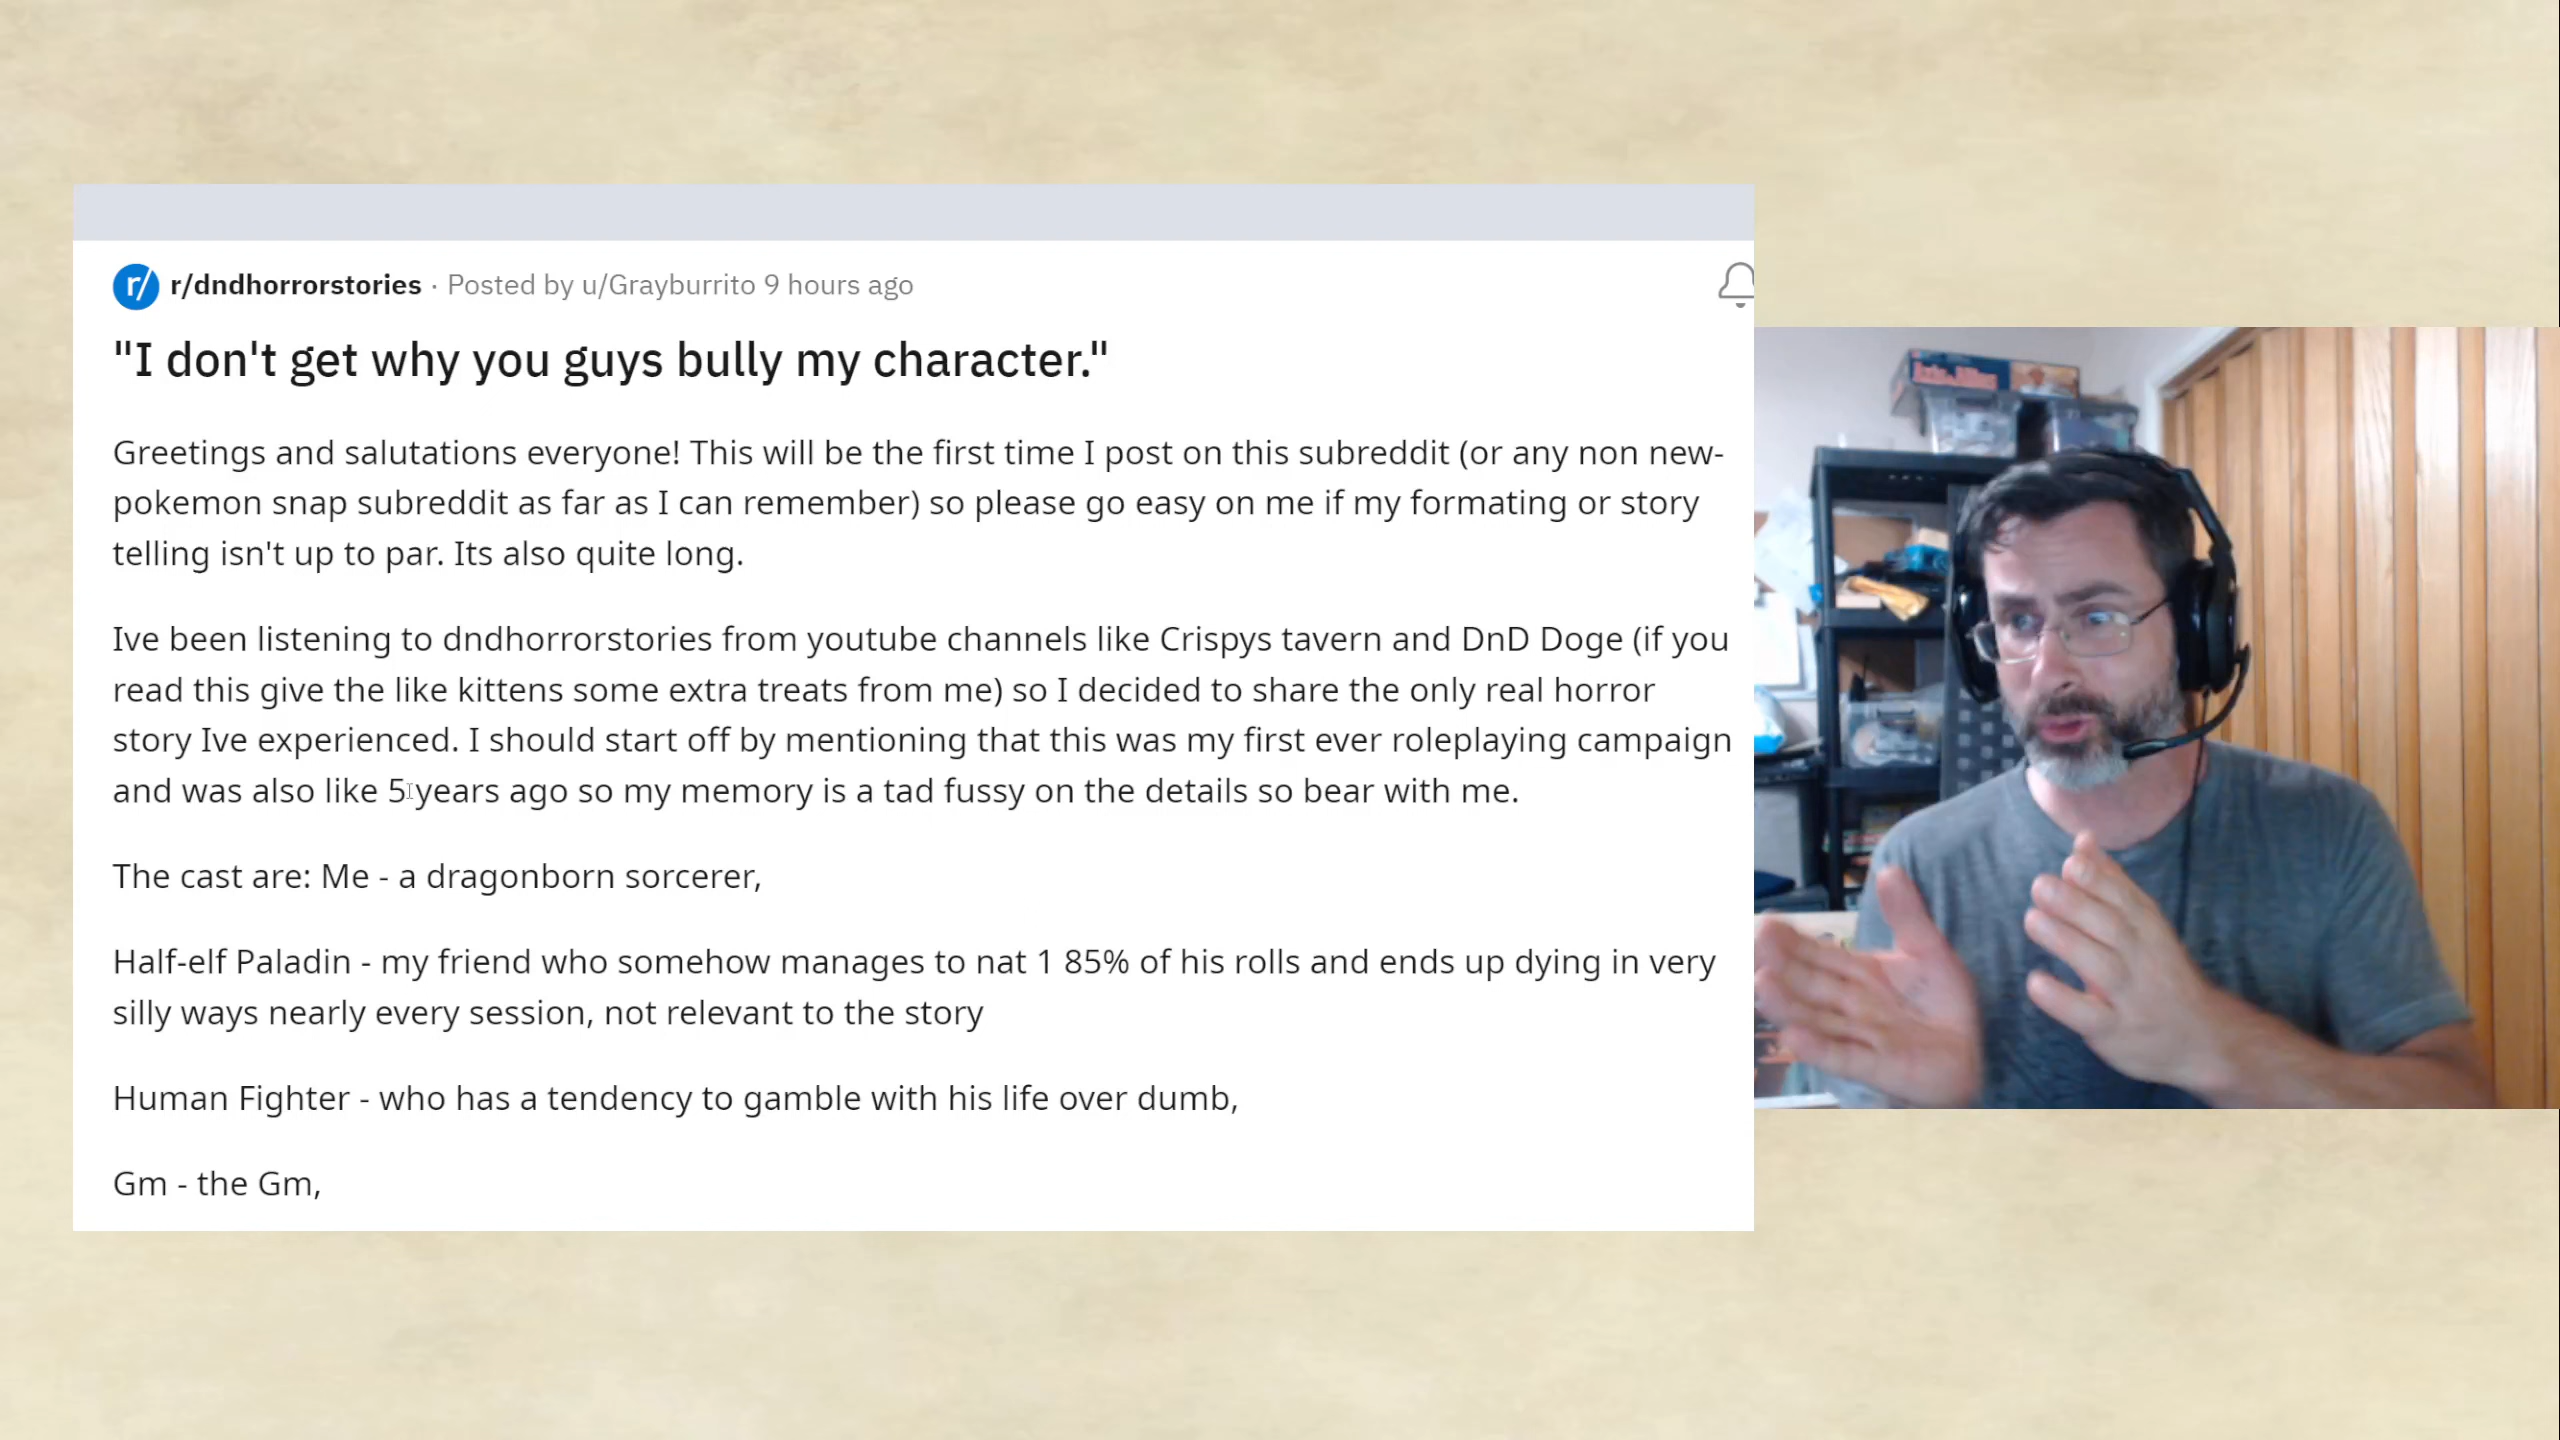 r/ r/dndhorrorstories · Posted by u/Grayburrito 9 hours ago
"I don't get why you guys bully my character."
Greetings and salutations everyone! This will be the first time I post on this subreddit (or any non new-
pokemon snap subreddit as far as I can remember) so please go easy on me if my formating or story
telling isn't up to par. Its also quite long.
Ive been listening to dndhorrorstories from youtube channels like Crispys tavern and DnD Doge (if you
read this give the like kittens some extra treats from me) so I decided to share the only real horror
story Ive experienced. I should start off by mentioning that this was my first ever roleplaying campaign
and was also like 5 years ago so my memory is a tad fussy on the details so bear with me.
The cast are: Me - a dragonborn sorcerer,
Half-elf Paladin - my friend who somehow manages to nat 1 85% of his rolls and ends up dying in very
silly ways nearly every session, not relevant to the story
Human Fighter - who has a tendency to gamble with his life over dumb,
Gm - the Gm,